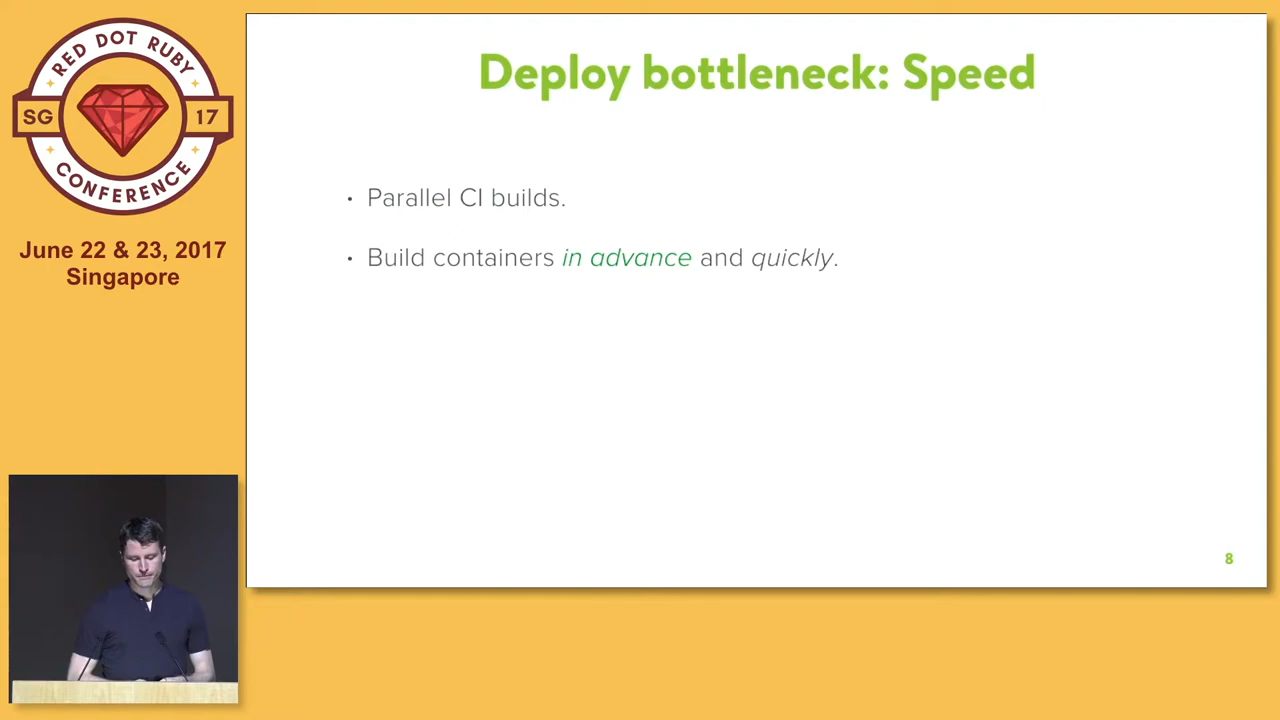 RED DOT RUBY
SG 17
CONFERENCE
June 22 & 23, 2017
Singapore
Deploy bottleneck: Speed
• Parallel CI builds.
• Build containers in advance and quickly.
8